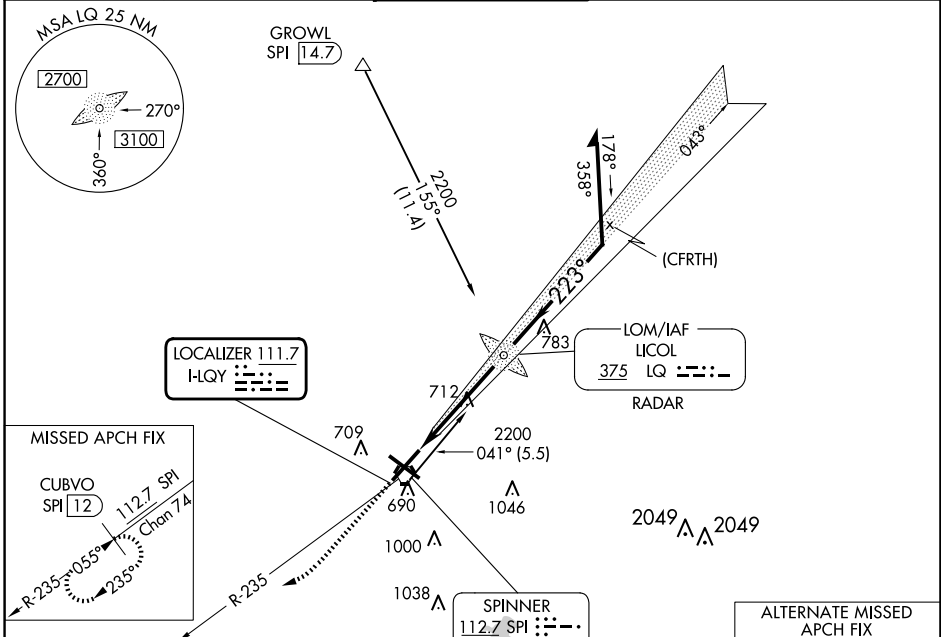 MSA LQ 25 NM
2700
270°
3100
360°
GROWL
SPI 14.7
2200
155°
(11.4)
178°
358°
043°
(CFRTH)
223°
LOM/IAF
LICOL
375 LQ
RADAR
783
LOCALIZER 111.7
I-LQY
712
709
2200
041° (5.5)
690
1046
1000
2049
2049
1038
R-235
MISSED APCH FIX
CUBVO
SPI 12
112.7 SPI
Chan 74
055°
R-235
235°
SPINNER
112.7 SPI
ALTERNATE MISSED
APCH FIX